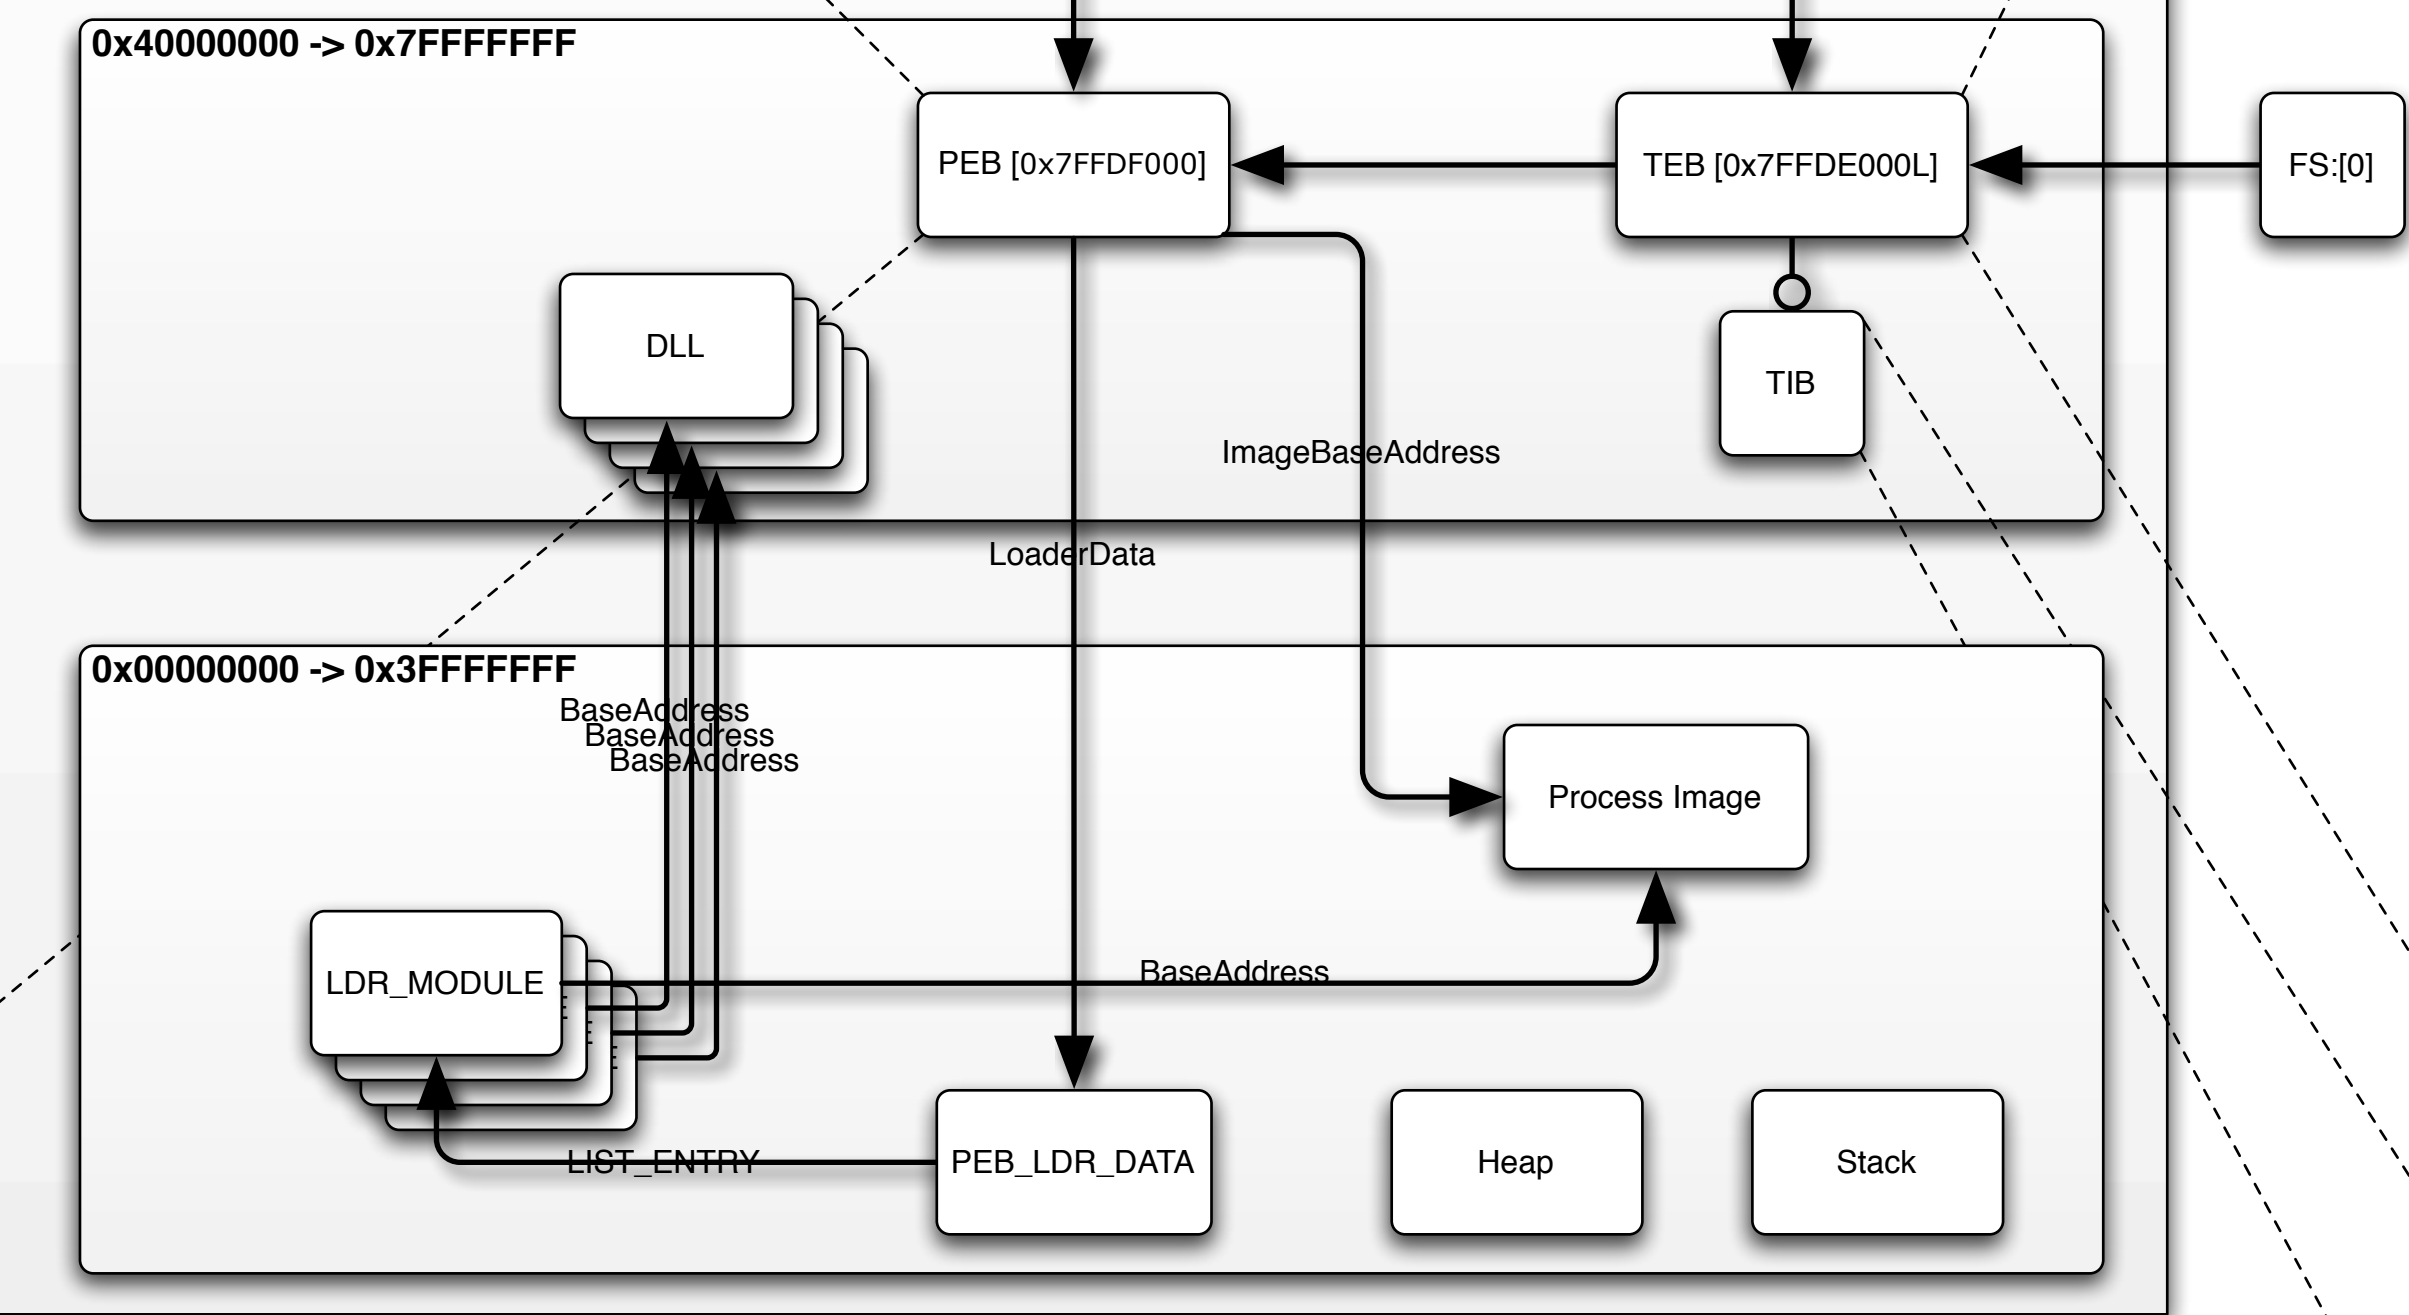 0x40000000 -> 0x7FFFFFFF
PEB [0x7FFDF000]
TEB [0x7FFDE000L]
FS:[0]
DLL
TIB
ImageBaseAddress
LoaderData
0x00000000 -> 0x3FFFFFFF
BaseAddress
BaseAddress
BaseAddress
Process Image
LDR_MODULE
E
E
E
BaseAddress
LIST_ENTRY
PEB_LDR_DATA
Heap
Stack